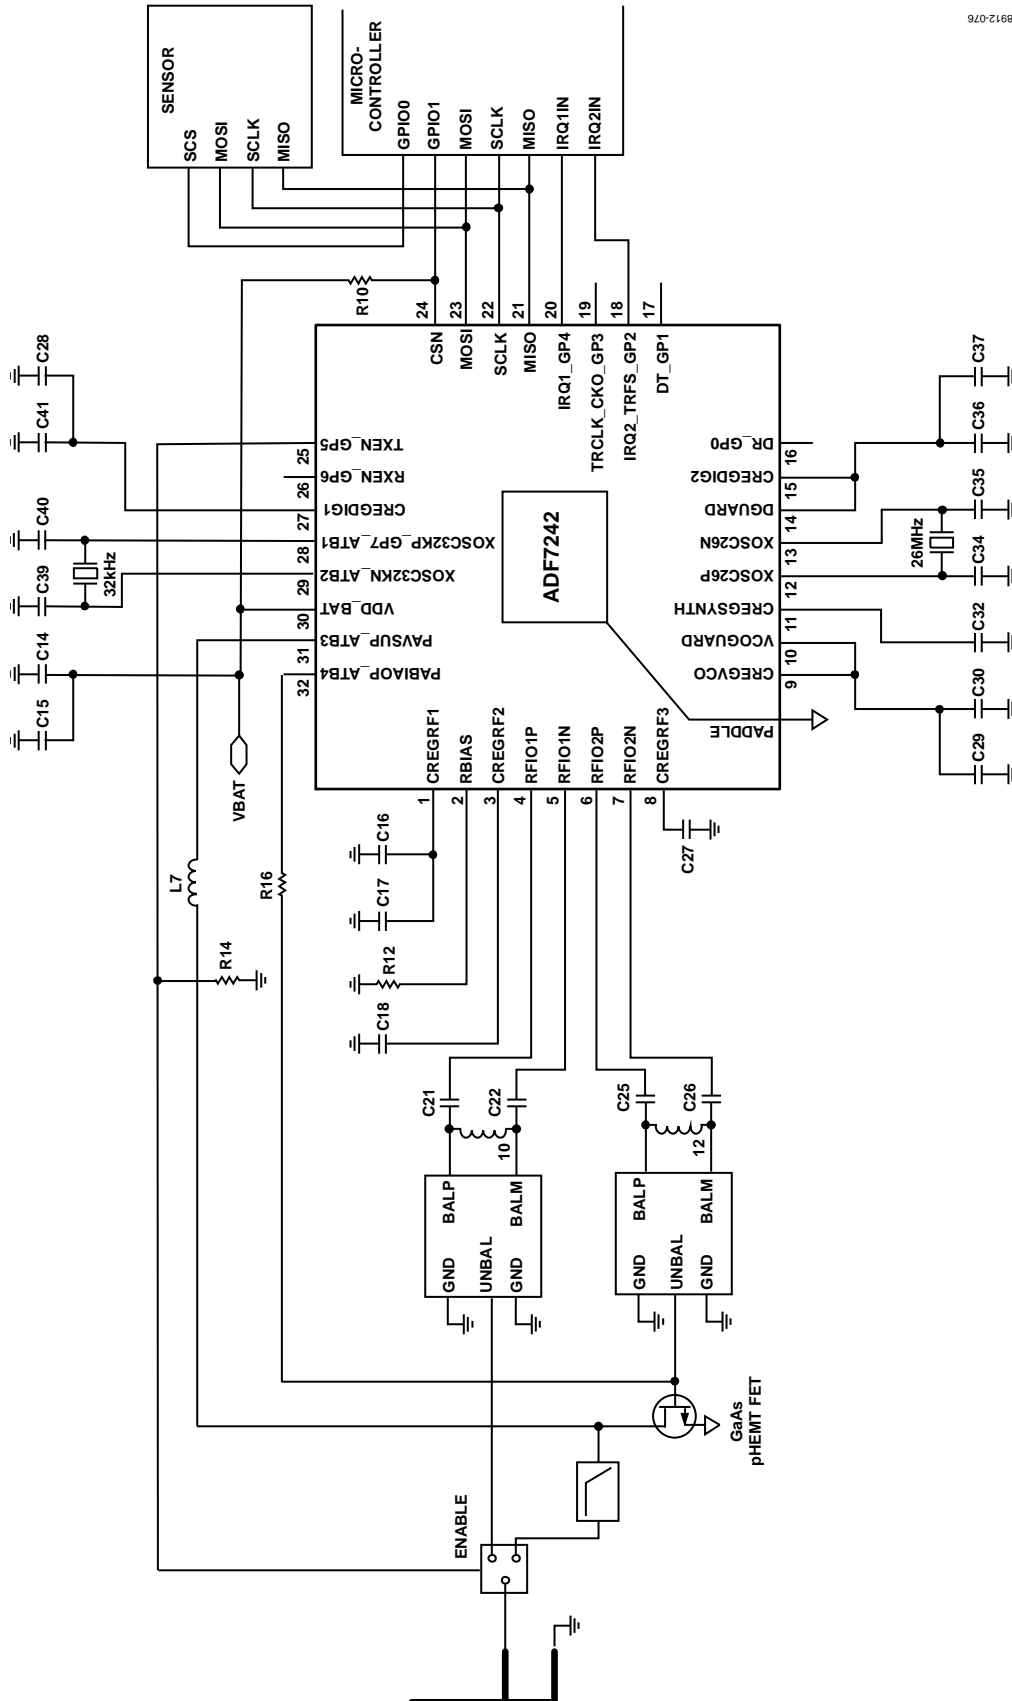 8912-076
SENSOR
SCS
MOSI
SCLK
MISO
MICRO-
CONTROLLER
GPIO0
GPIO1
MOSI
SCLK
MISO
IRQ1IN
IRQ2IN
R10
24
23
22
21
20
19
18
17
CSN
MOSI
SCLK
MISO
IRQ1_GP4
TRCLK_CKO_GP3
IRQ2_TRFS_GP2
DT_GP1
C28
C41
C40
32kHz
C39
C14
C15
VBAT
25
26
27
28
29
30
31
32
TXEN_GP5
RXEN_GP6
CREGDIG1
XOSC32KP_GP7_ATB1
XOSC32KN_ATB2
VDD_BAT
PAVSUP_ATB3
PABIAOP_ATB4
ADF7242
DR_GP0
CREGDIG2
DGUARD
XOSC26N
XOSC26P
CREGSYNTH
VCOGUARD
CREGVCO
PADDLE
16
15
14
13
12
11
10
9
C37
C36
C35
26MHz
C34
C32
C30
C29
CREGRF1
RBIAS
CREGRF2
RFIO1P
RFIO1N
RFIO2P
RFIO2N
CREGRF3
1
2
3
4
5
6
7
8
L7
R16
R14
C16
C17
R12
C18
C27
C21
C22
C25
C26
10
12
BALP
BALM
GND
UNBAL
GND
BALP
BALM
GND
UNBAL
GND
GaAs
pHEMT FET
ENABLE